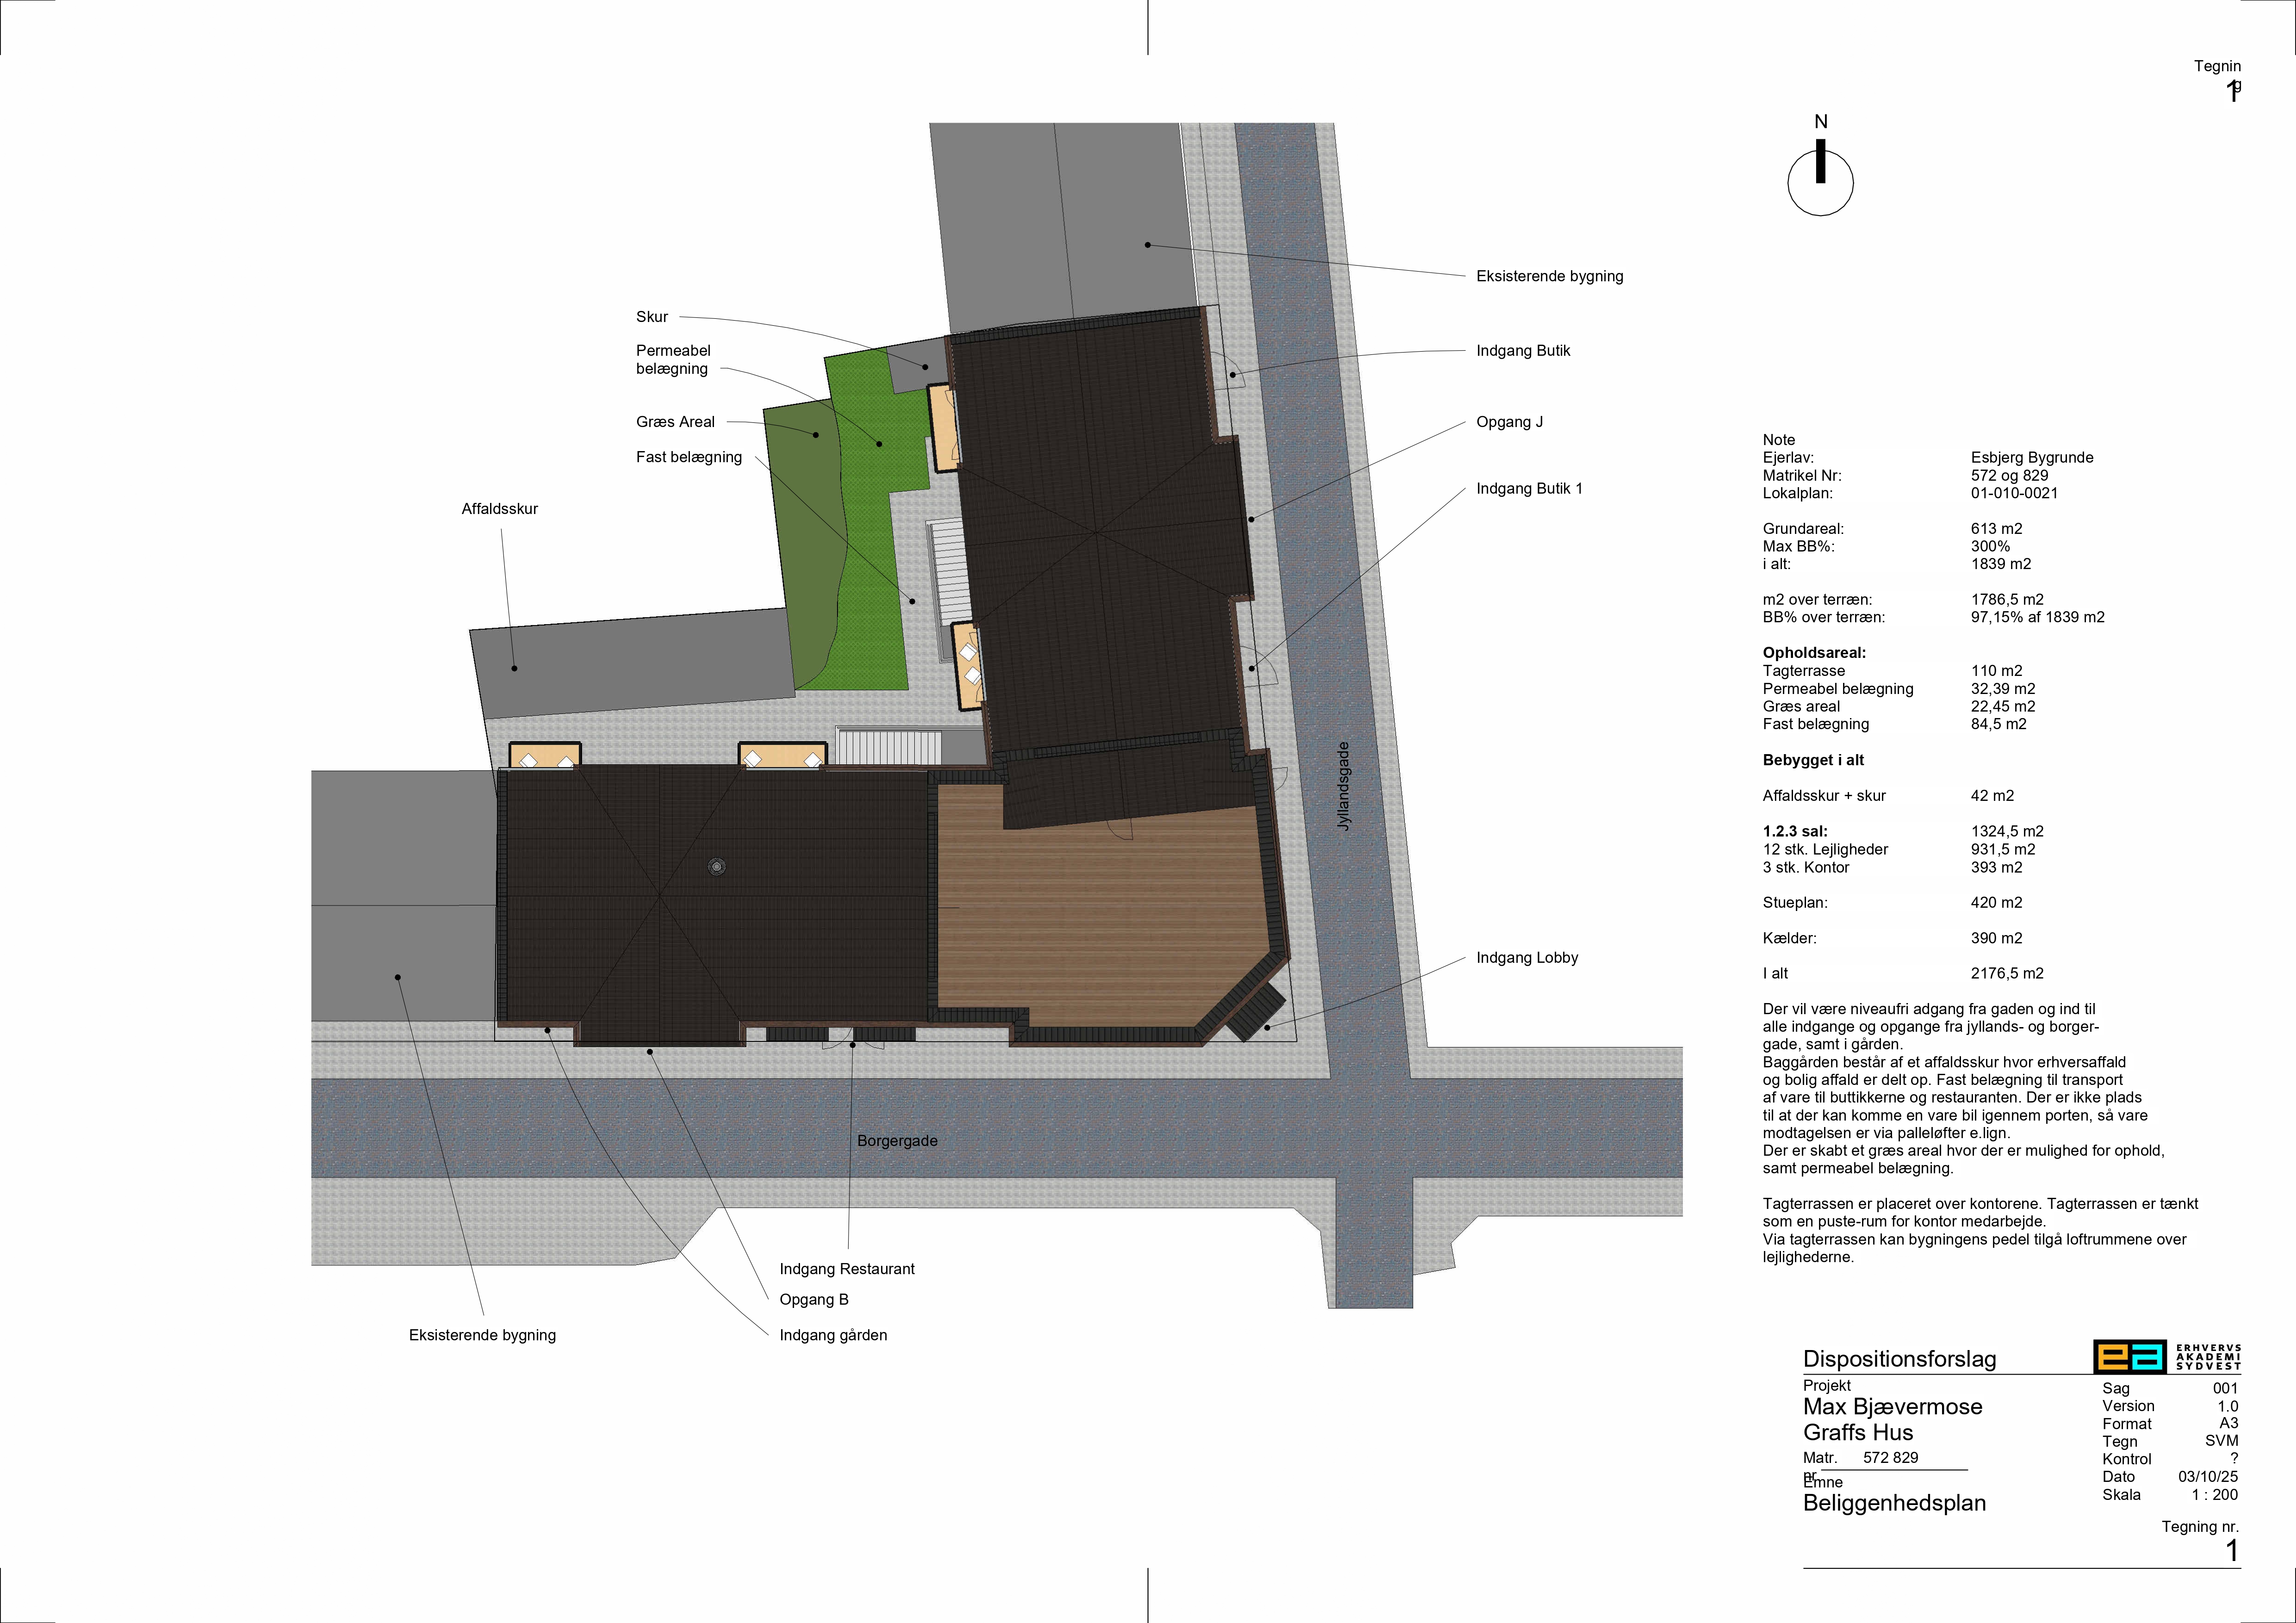 Tegnin
g
1
N
Eksisterende bygning
Skur
Permeabel
belægning
Indgang Butik
Græs Areal
Opgang J
Fast belægning
Indgang Butik 1
Affaldsskur
Jyllandsgade
Indgang Lobby
Borgergade
Indgang Restaurant
Opgang B
Eksisterende bygning
Indgang gården
Note
Ejerlav: Esbjerg Bygrunde
Matrikel Nr: 572 og 829
Lokalplan: 01-010-0021
Grundareal: 613 m2
Max BB%: 300%
i alt: 1839 m2
m2 over terræn: 1786,5 m2
BB% over terræn: 97,15% af 1839 m2
Opholdsareal:
Tagterrasse 110 m2
Permeabel belægning 32,39 m2
Græs areal 22,45 m2
Fast belægning 84,5 m2
Bebygget i alt
Affaldsskur + skur 42 m2
1.2.3 sal: 1324,5 m2
12 stk. Lejligheder 931,5 m2
3 stk. Kontor 393 m2
Stueplan: 420 m2
Kælder: 390 m2
I alt 2176,5 m2
Der vil være niveaufri adgang fra gaden og ind til
alle indgange og opgange fra jyllands- og borger-
gade, samt i gården.
Baggården består af et affaldsskur hvor erhversaffald
og bolig affald er delt op. Fast belægning til transport
af vare til buttikkerne og restauranten. Der er ikke plads
til at der kan komme en vare bil igennem porten, så vare
modtagelsen er via palleløfter e.lign.
Der er skabt et græs areal hvor der er mulighed for ophold,
samt permeabel belægning.
Tagterrassen er placeret over kontorene. Tagterrassen er tænkt
som en puste-rum for kontor medarbejde.
Via tagterrassen kan bygningens pedel tilgå loftrummene over
lejlighederne.
Dispositionsforslag
ea ERHVERVS
AKADEMI
SYDVEST
Projekt
Max Bjævermose
Graffs Hus
Matr. 572 829
nr.
Emne
Beliggenhedsplan
Sag 001
Version 1.0
Format A3
Tegn SVM
Kontrol ?
Dato 03/10/25
Skala 1 : 200
Tegning nr.
1